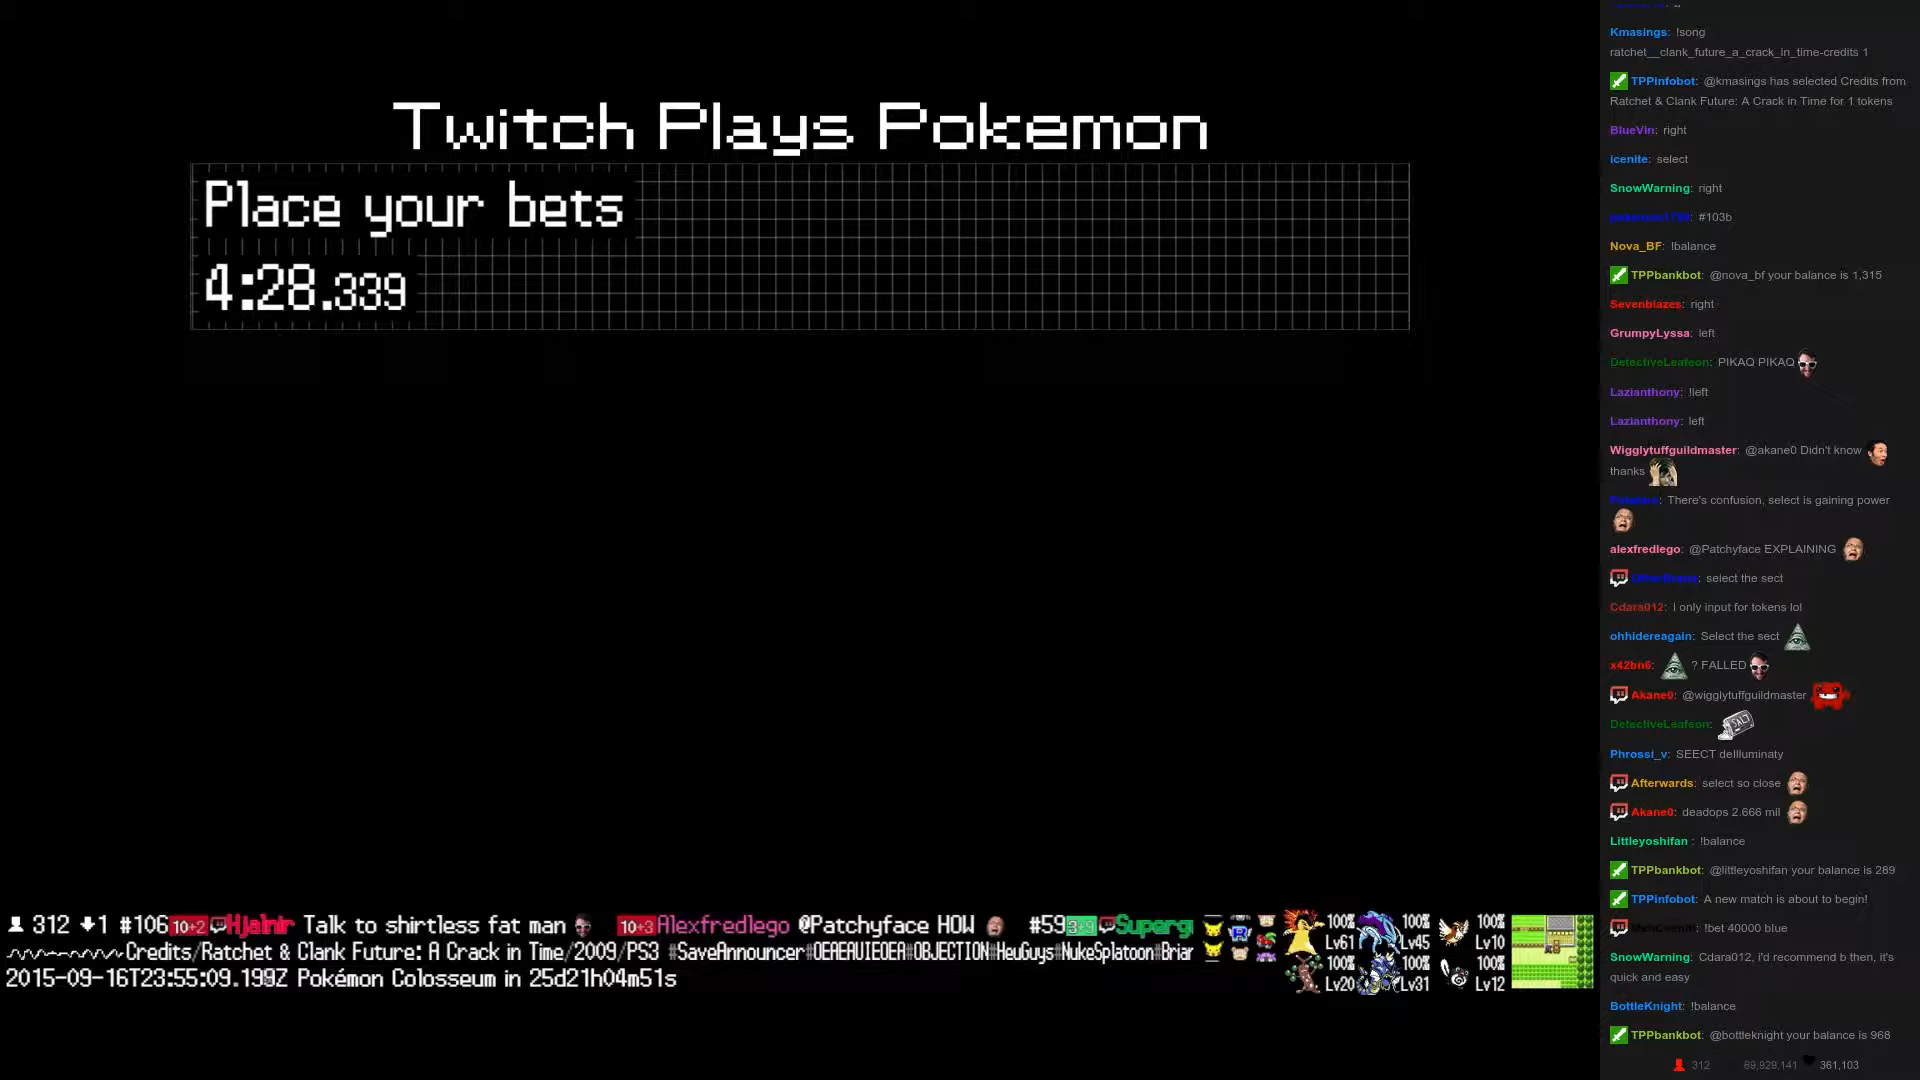 Twitch Plays Pokemon
Place your bets
4:28.339
312 1 #106 10+2 Hjalnir Talk to shirtless fat man 10+3 Alexfredlego @Patchyface HOW #59 3+9 Superg
Credits/Ratchet & Clank Future: A Crack in Time/2009/PS3 #SaveAnnouncer#OEAEAUIEOEA#OBJECTION#HeuGuys#NukeSplatoon#Briar
2015-09-16T23:55:09.199Z Pokémon Colosseum in 25d21h04m51s
100% 100% 100%
Lv61 Lv45 Lv10
100% 100% 100%
Lv20 Lv31 Lv12
Kmasings: !song
ratchet__clank_future_a_crack_in_time-credits 1
TPPinfobot: @kmasings has selected Credits from
Ratchet & Clank Future: A Crack in Time for 1 tokens
BlueVin: right
icenite: select
SnowWarning: right
#103b
Nova_BF: !balance
TPPbankbot: @nova_bf your balance is 1,315
Sevenblazes: right
GrumpyLyssa: left
DetectiveLeafeon: PIKAQ PIKAQ
Lazianthony: !left
Lazianthony: left
Wigglytuffguildmaster: @akane0 Didn't know
thanks
There's confusion, select is gaining power
alexfredlego: @Patchyface EXPLAINING
select the sect
Cdara012: I only input for tokens lol
ohhidereagain: Select the sect
x42bn6: ? FALLED
Akane0: @wigglytuffguildmaster
DetectiveLeafeon: SALT
Phrossi_v: SEECT deIlluminaty
Afterwards: select so close
Akane0: deadops 2.666 mil
Littleyoshifan : !balance
TPPbankbot: @littleyoshifan your balance is 289
TPPinfobot: A new match is about to begin!
: !bet 40000 blue
SnowWarning: Cdara012, i'd recommend b then, it's
quick and easy
BottleKnight: !balance
TPPbankbot: @bottleknight your balance is 968
312 69,929,141 361,103